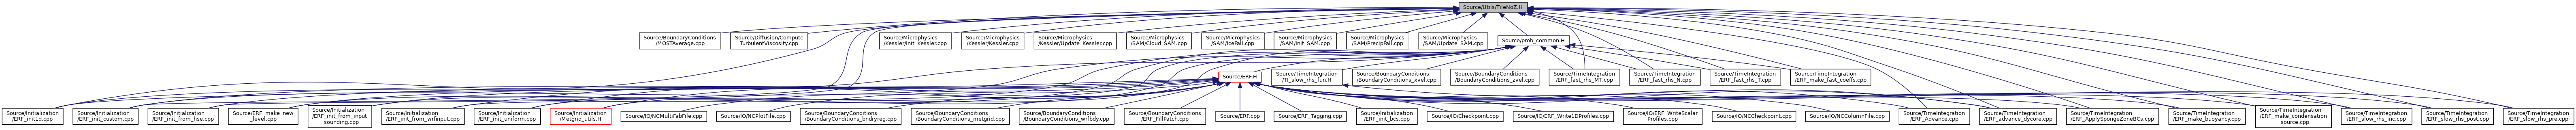 Source/Utils/TileNoZ.H
Source/BoundaryConditions
/MOSTAverage.cpp
Source/Diffusion/Compute
TurbulentViscosity.cpp
Source/Microphysics
/Kessler/Init_Kessler.cpp
Source/Microphysics
/Kessler/Kessler.cpp
Source/Microphysics
/Kessler/Update_Kessler.cpp
Source/Microphysics
/SAM/Cloud_SAM.cpp
Source/Microphysics
/SAM/IceFall.cpp
Source/Microphysics
/SAM/Init_SAM.cpp
Source/Microphysics
/SAM/PrecipFall.cpp
Source/Microphysics
/SAM/Update_SAM.cpp
Source/prob_common.H
Source/ERF.H
Source/TimeIntegration
/TI_slow_rhs_fun.H
Source/BoundaryConditions
/BoundaryConditions_xvel.cpp
Source/BoundaryConditions
/BoundaryConditions_zvel.cpp
Source/TimeIntegration
/ERF_fast_rhs_MT.cpp
Source/TimeIntegration
/ERF_fast_rhs_N.cpp
Source/TimeIntegration
/ERF_fast_rhs_T.cpp
Source/TimeIntegration
/ERF_make_fast_coeffs.cpp
Source/Initialization
/ERF_init1d.cpp
Source/Initialization
/ERF_init_custom.cpp
Source/Initialization
/ERF_init_from_hse.cpp
Source/ERF_make_new
_level.cpp
Source/Initialization
/ERF_init_from_input
_sounding.cpp
Source/Initialization
/ERF_init_from_wrfinput.cpp
Source/Initialization
/ERF_init_uniform.cpp
Source/Initialization
/Metgrid_utils.H
Source/IO/NCMultiFabFile.cpp
Source/IO/NCPlotFile.cpp
Source/BoundaryConditions
/BoundaryConditions_bndryreg.cpp
Source/BoundaryConditions
/BoundaryConditions_metgrid.cpp
Source/BoundaryConditions
/BoundaryConditions_wrfbdy.cpp
Source/BoundaryConditions
/ERF_FillPatch.cpp
Source/ERF.cpp
Source/ERF_Tagging.cpp
Source/Initialization
/ERF_init_bcs.cpp
Source/IO/Checkpoint.cpp
Source/IO/ERF_Write1DProfiles.cpp
Source/IO/ERF_WriteScalar
Profiles.cpp
Source/IO/NCCheckpoint.cpp
Source/IO/NCColumnFile.cpp
Source/TimeIntegration
/ERF_Advance.cpp
Source/TimeIntegration
/ERF_advance_dycore.cpp
Source/TimeIntegration
/ERF_ApplySpongeZoneBCs.cpp
Source/TimeIntegration
/ERF_make_buoyancy.cpp
Source/TimeIntegration
/ERF_make_condensation
_source.cpp
Source/TimeIntegration
/ERF_slow_rhs_inc.cpp
Source/TimeIntegration
/ERF_slow_rhs_post.cpp
Source/TimeIntegration
/ERF_slow_rhs_pre.cpp